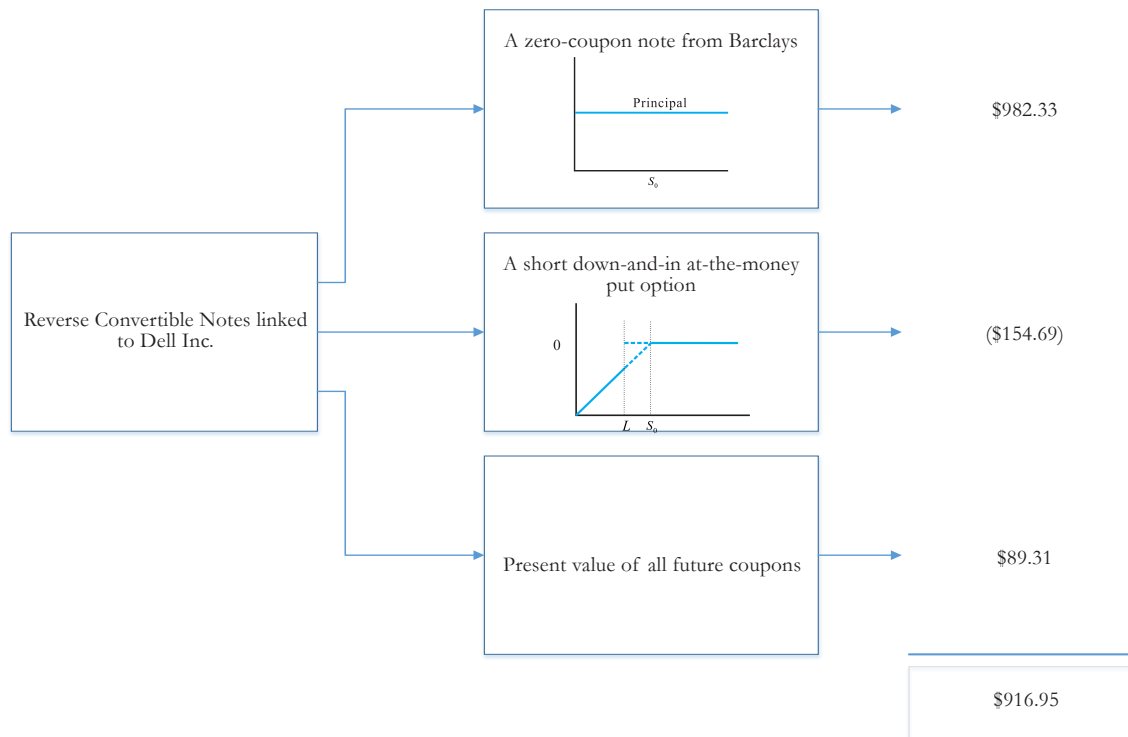 A zero-coupon note from Barclays
Principal
S₀
$982.33
Reverse Convertible Notes linked
to Dell Inc.
A short down-and-in at-the-money
put option
0
L S₀
($154.69)
Present value of all future coupons
$89.31
$916.95